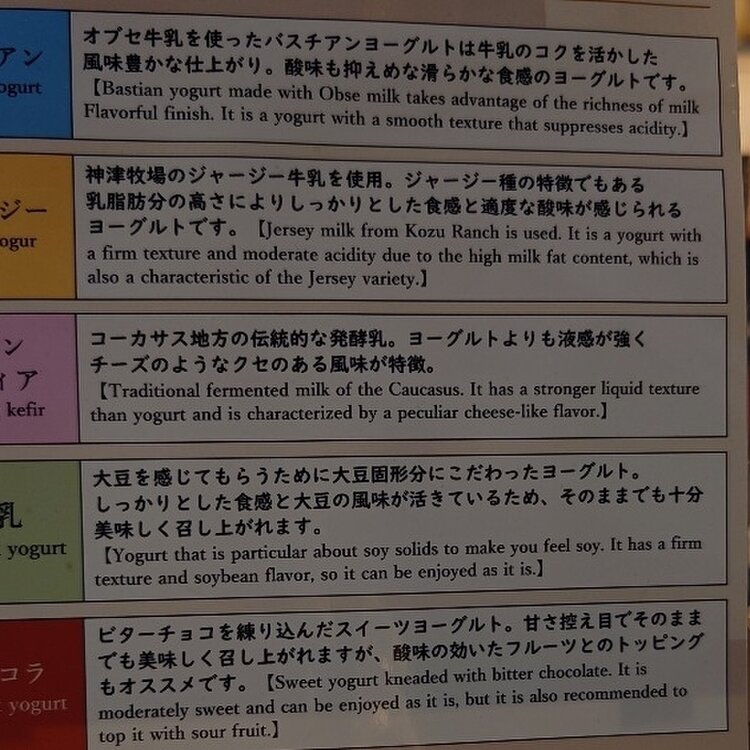 アン
ogurt
オブセ牛乳を使ったバスチアンヨーグルトは牛乳のコクを活かした
風味豊かな仕上がり。酸味も抑えめな滑らかな食感のヨーグルトです。
【Bastian yogurt made with Obse milk takes advantage of the richness of milk
Flavorful finish. It is a yogurt with a smooth texture that suppresses acidity.】
ジー
ogur
神津牧場のジャージー牛乳を使用。ジャージー種の特徴でもある
乳脂肪分の高さによりしっかりとした食感と適度な酸味が感じられる
ヨーグルトです。【Jersey milk from Kozu Ranch is used. It is a yogurt with
a firm texture and moderate acidity due to the high milk fat content, which is
also a characteristic of the Jersey variety.】
ン
ィア
kefir
コーカサス地方の伝統的な発酵乳。ヨーグルトよりも液感が強く
チーズのようなクセのある風味が特徴。
【Traditional fermented milk of the Caucasus. It has a stronger liquid texture
than yogurt and is characterized by a peculiar cheese-like flavor.】
乳
yogurt
大豆を感じてもらうために大豆固形分にこだわったヨーグルト。
しっかりとした食感と大豆の風味が活きているため、そのままでも十分
美味しく召し上がれます。
【Yogurt that is particular about soy solids to make you feel soy. It has a firm
texture and soybean flavor, so it can be enjoyed as it is.】
コラ
yogurt
ビターチョコを練り込んだスイーツヨーグルト。甘さ控え目でそのまま
でも美味しく召し上がれますが、酸味の効いたフルーツとのトッピング
もオススメです。【Sweet yogurt kneaded with bitter chocolate. It is
moderately sweet and can be enjoyed as it is, but it is also recommended to
top it with sour fruit.】